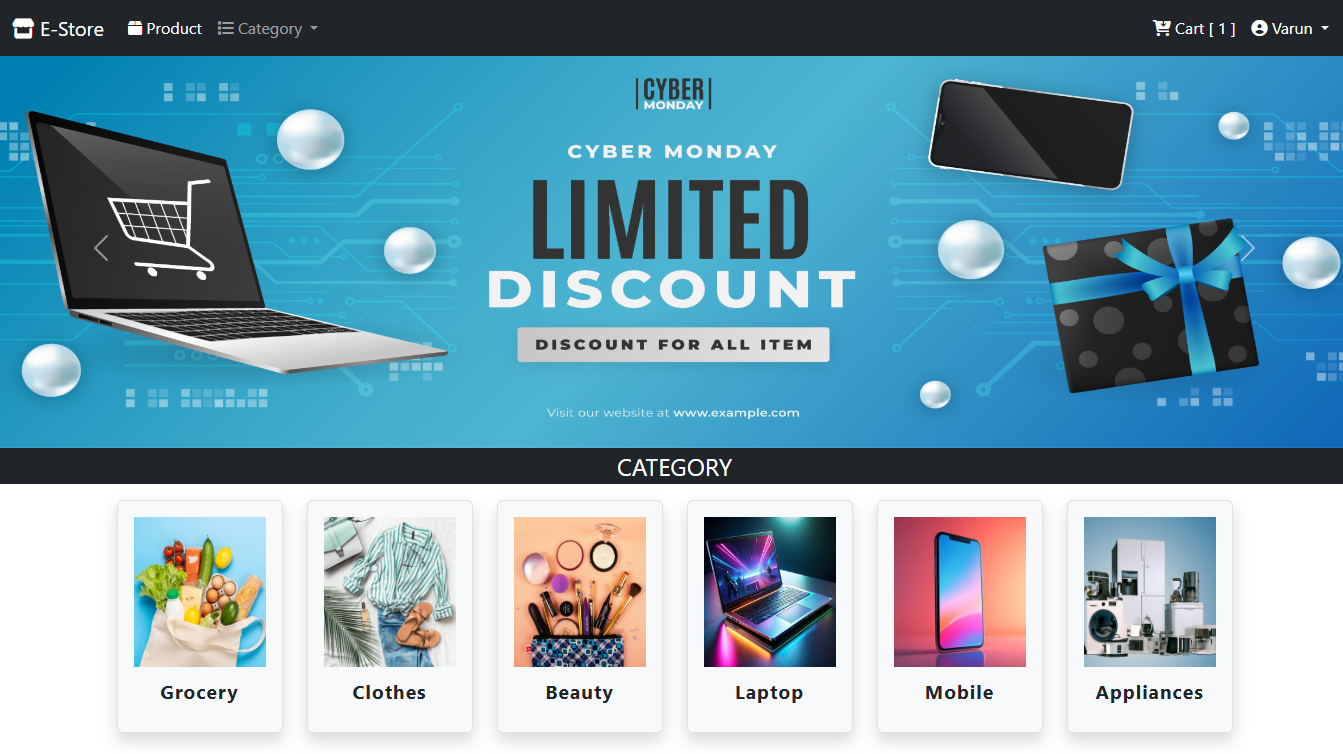 E-Store Product Category Cart [ 1 ] Varun
CYBER
MONDAY
CYBER MONDAY
LIMITED
DISCOUNT
DISCOUNT FOR ALL ITEM
Visit our website at www.example.com
CATEGORY
Grocery Clothes Beauty Laptop Mobile Appliances